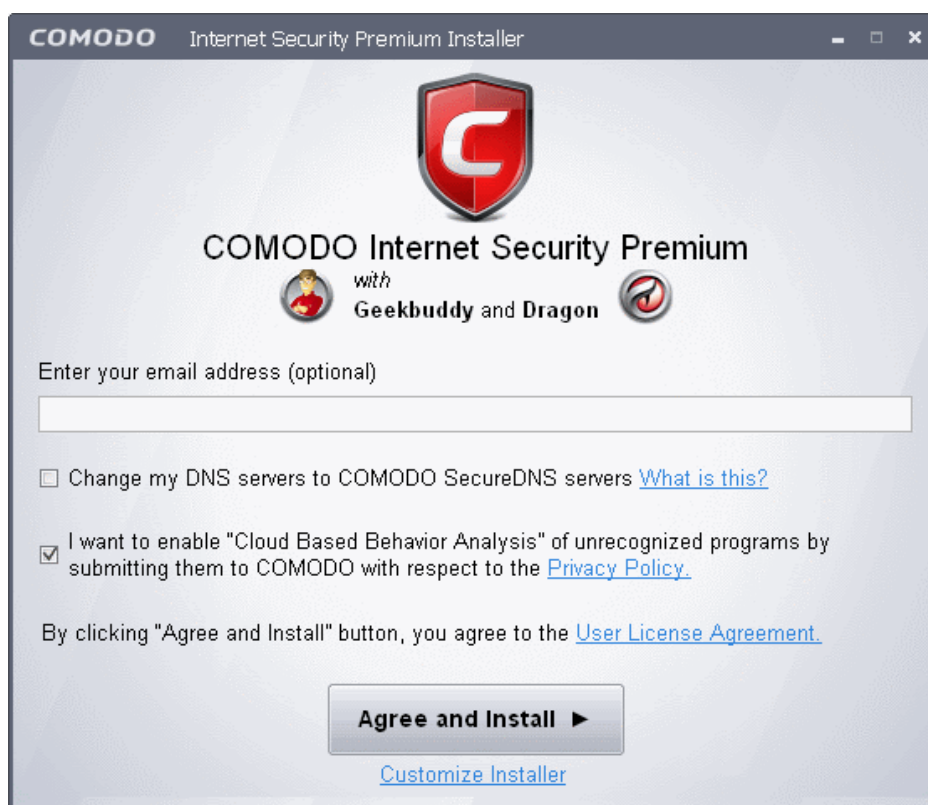 COMODO Internet Security Premium Installer
COMODO Internet Security Premium
with
Geekbuddy and Dragon
Enter your email address (optional)
Change my DNS servers to COMODO SecureDNS servers What is this?
I want to enable "Cloud Based Behavior Analysis" of unrecognized programs by
submitting them to COMODO with respect to the Privacy Policy.
By clicking "Agree and Install" button, you agree to the User License Agreement.
Agree and Install ►
Customize Installer